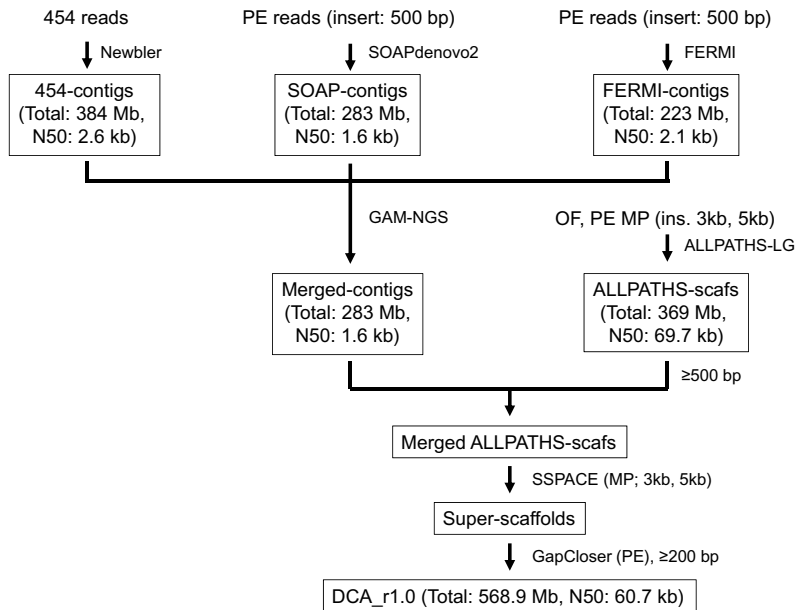 454 reads
PE reads (insert: 500 bp)
PE reads (insert: 500 bp)
Newbler
SOAPdenovo2
FERMI
454-contigs
(Total: 384 Mb,
N50: 2.6 kb)
SOAP-contigs
(Total: 283 Mb,
N50: 1.6 kb)
FERMI-contigs
(Total: 223 Mb,
N50: 2.1 kb)
GAM-NGS
OF, PE MP (ins. 3kb, 5kb)
ALLPATHS-LG
Merged-contigs
(Total: 283 Mb,
N50: 1.6 kb)
ALLPATHS-scafs
(Total: 369 Mb,
N50: 69.7 kb)
≥500 bp
Merged ALLPATHS-scafs
SSPACE (MP; 3kb, 5kb)
Super-scaffolds
GapCloser (PE), ≥200 bp
DCA_r1.0 (Total: 568.9 Mb, N50: 60.7 kb)